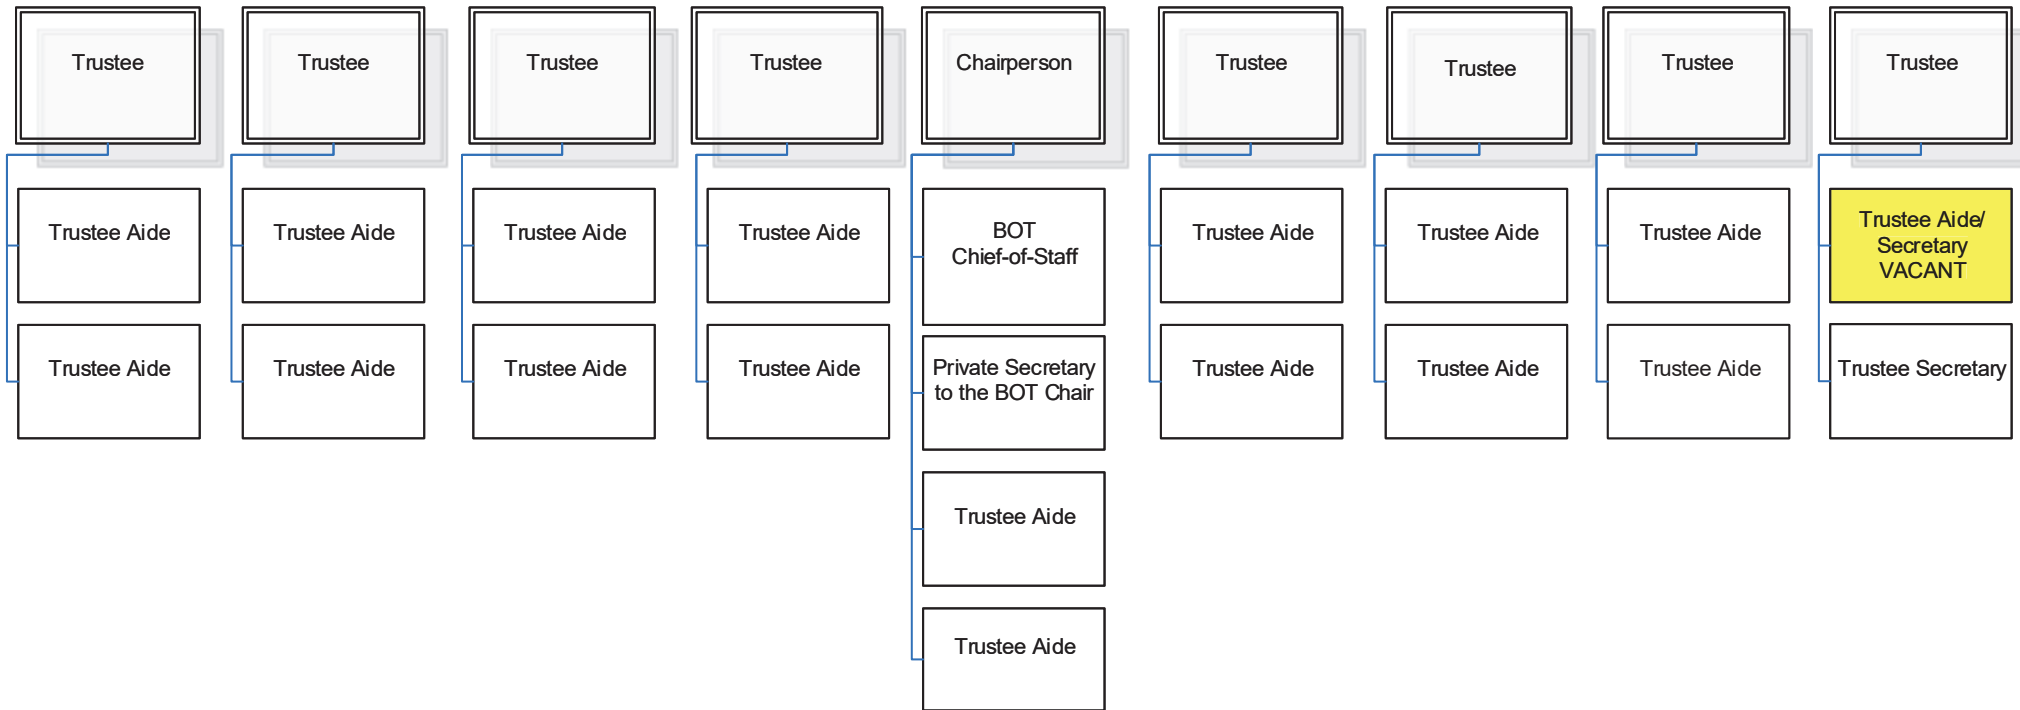 Trustee
Trustee
Trustee
Trustee
Chairperson
Trustee
Trustee
Trustee
Trustee
Trustee Aide
Trustee Aide
Trustee Aide
Trustee Aide
BOT
Chief-of-Staff
Trustee Aide
Trustee Aide
Trustee Aide
Trustee Aide/
Secretary
VACANT
Trustee Aide
Trustee Aide
Trustee Aide
Trustee Aide
Private Secretary
to the BOT Chair
Trustee Aide
Trustee Aide
Trustee Aide
Trustee Secretary
Trustee Aide
Trustee Aide